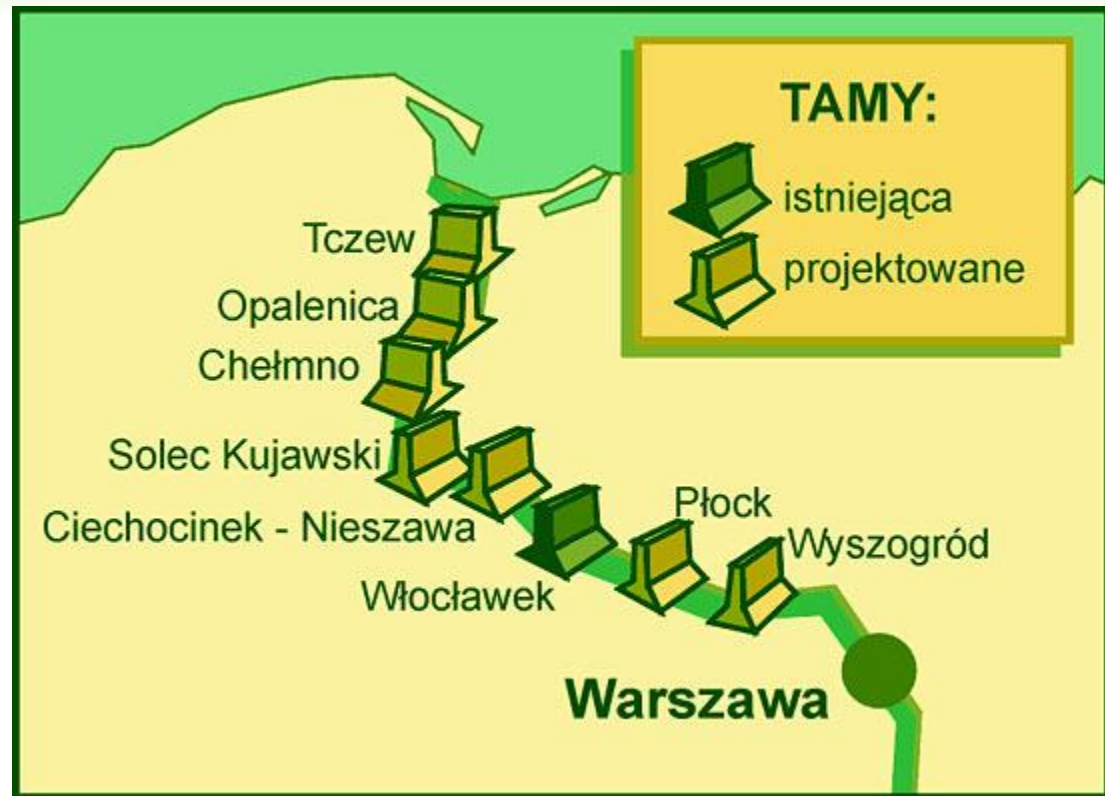 TAMY:
istniejąca
projektowane
Tczew
Opalenica
Chełmno
Solec Kujawski
Ciechocinek - Nieszawa
Włocławek
Płock
Wyszogród
Warszawa